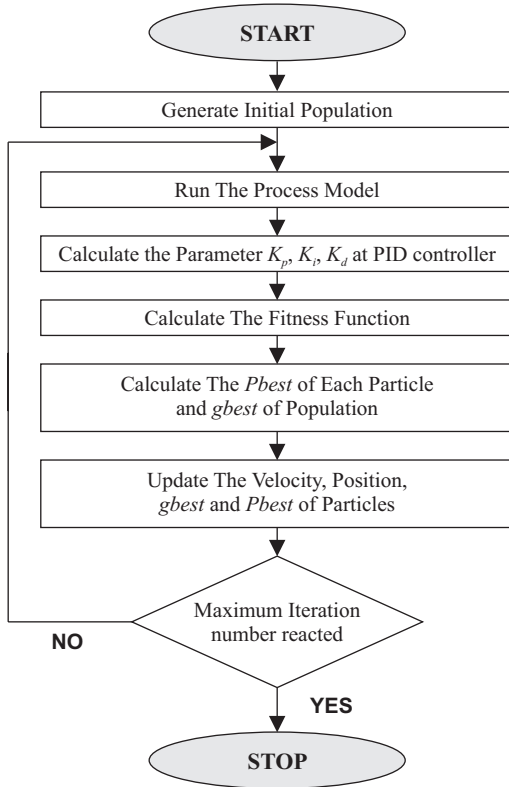 START
Generate Initial Population
Run The Process Model
Calculate the Parameter Kp, Ki, Kd at PID controller
Calculate The Fitness Function
Calculate The Pbest of Each Particle
and gbest of Population
Update The Velocity, Position,
gbest and Pbest of Particles
Maximum Iteration
number reacted
NO
YES
STOP